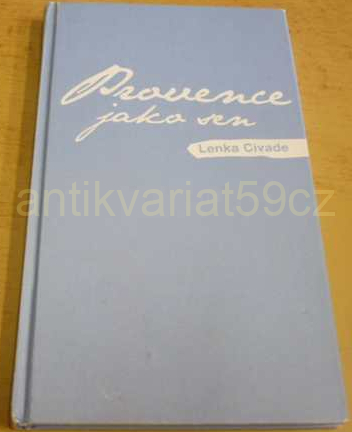 Provence
jako sen
Lenka Civade
antikvariat59cz